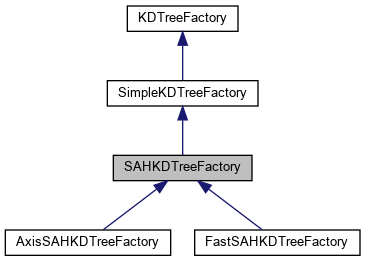 KDTreeFactory
SimpleKDTreeFactory
SAHKDTreeFactory
AxisSAHKDTreeFactory
FastSAHKDTreeFactory